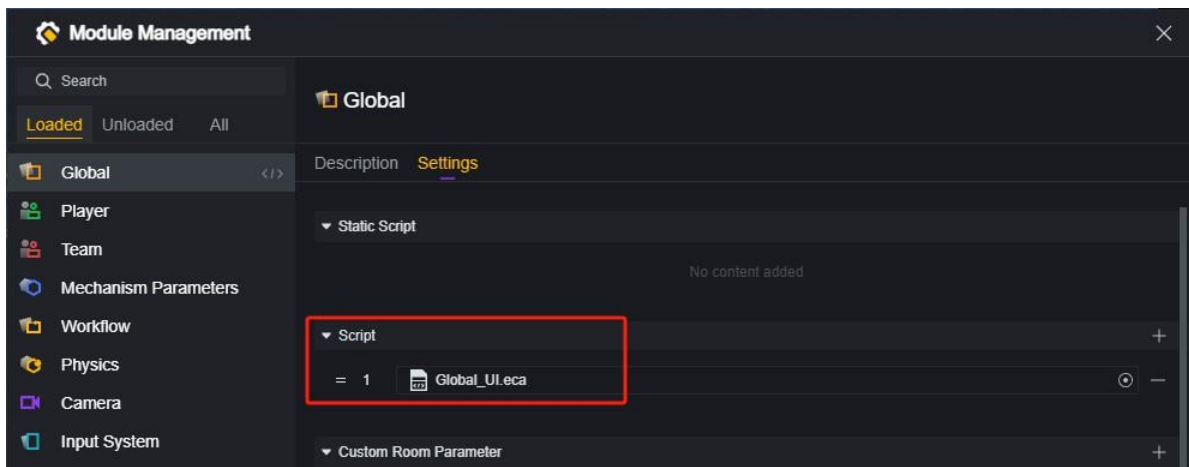 Module Management
Search
Loaded Unloaded All
Global
Player
Team
Mechanism Parameters
Workflow
Physics
Camera
Input System
Global
Description Settings
Static Script
No content added
Script
= 1 Global_UI.eca
Custom Room Parameter